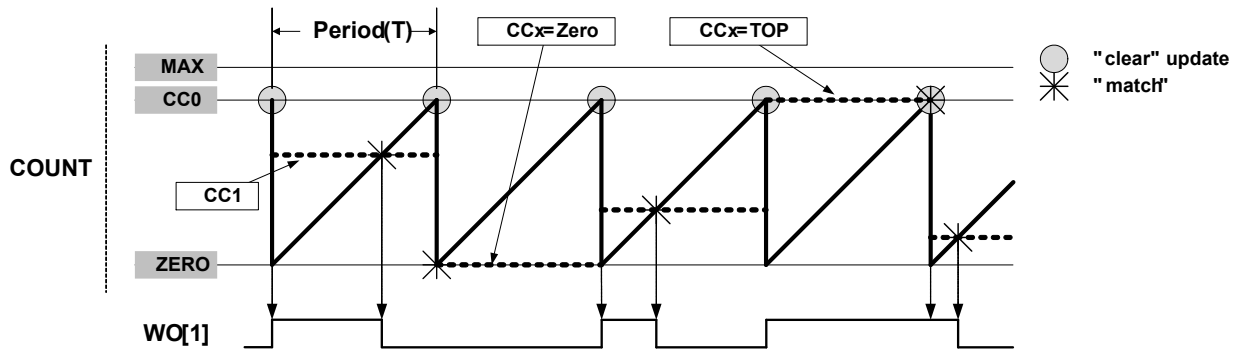 Period(T)
CCx=Zero
CCx=TOP
"clear" update
"match"
MAX
CC0
COUNT
CC1
ZERO
WO[1]